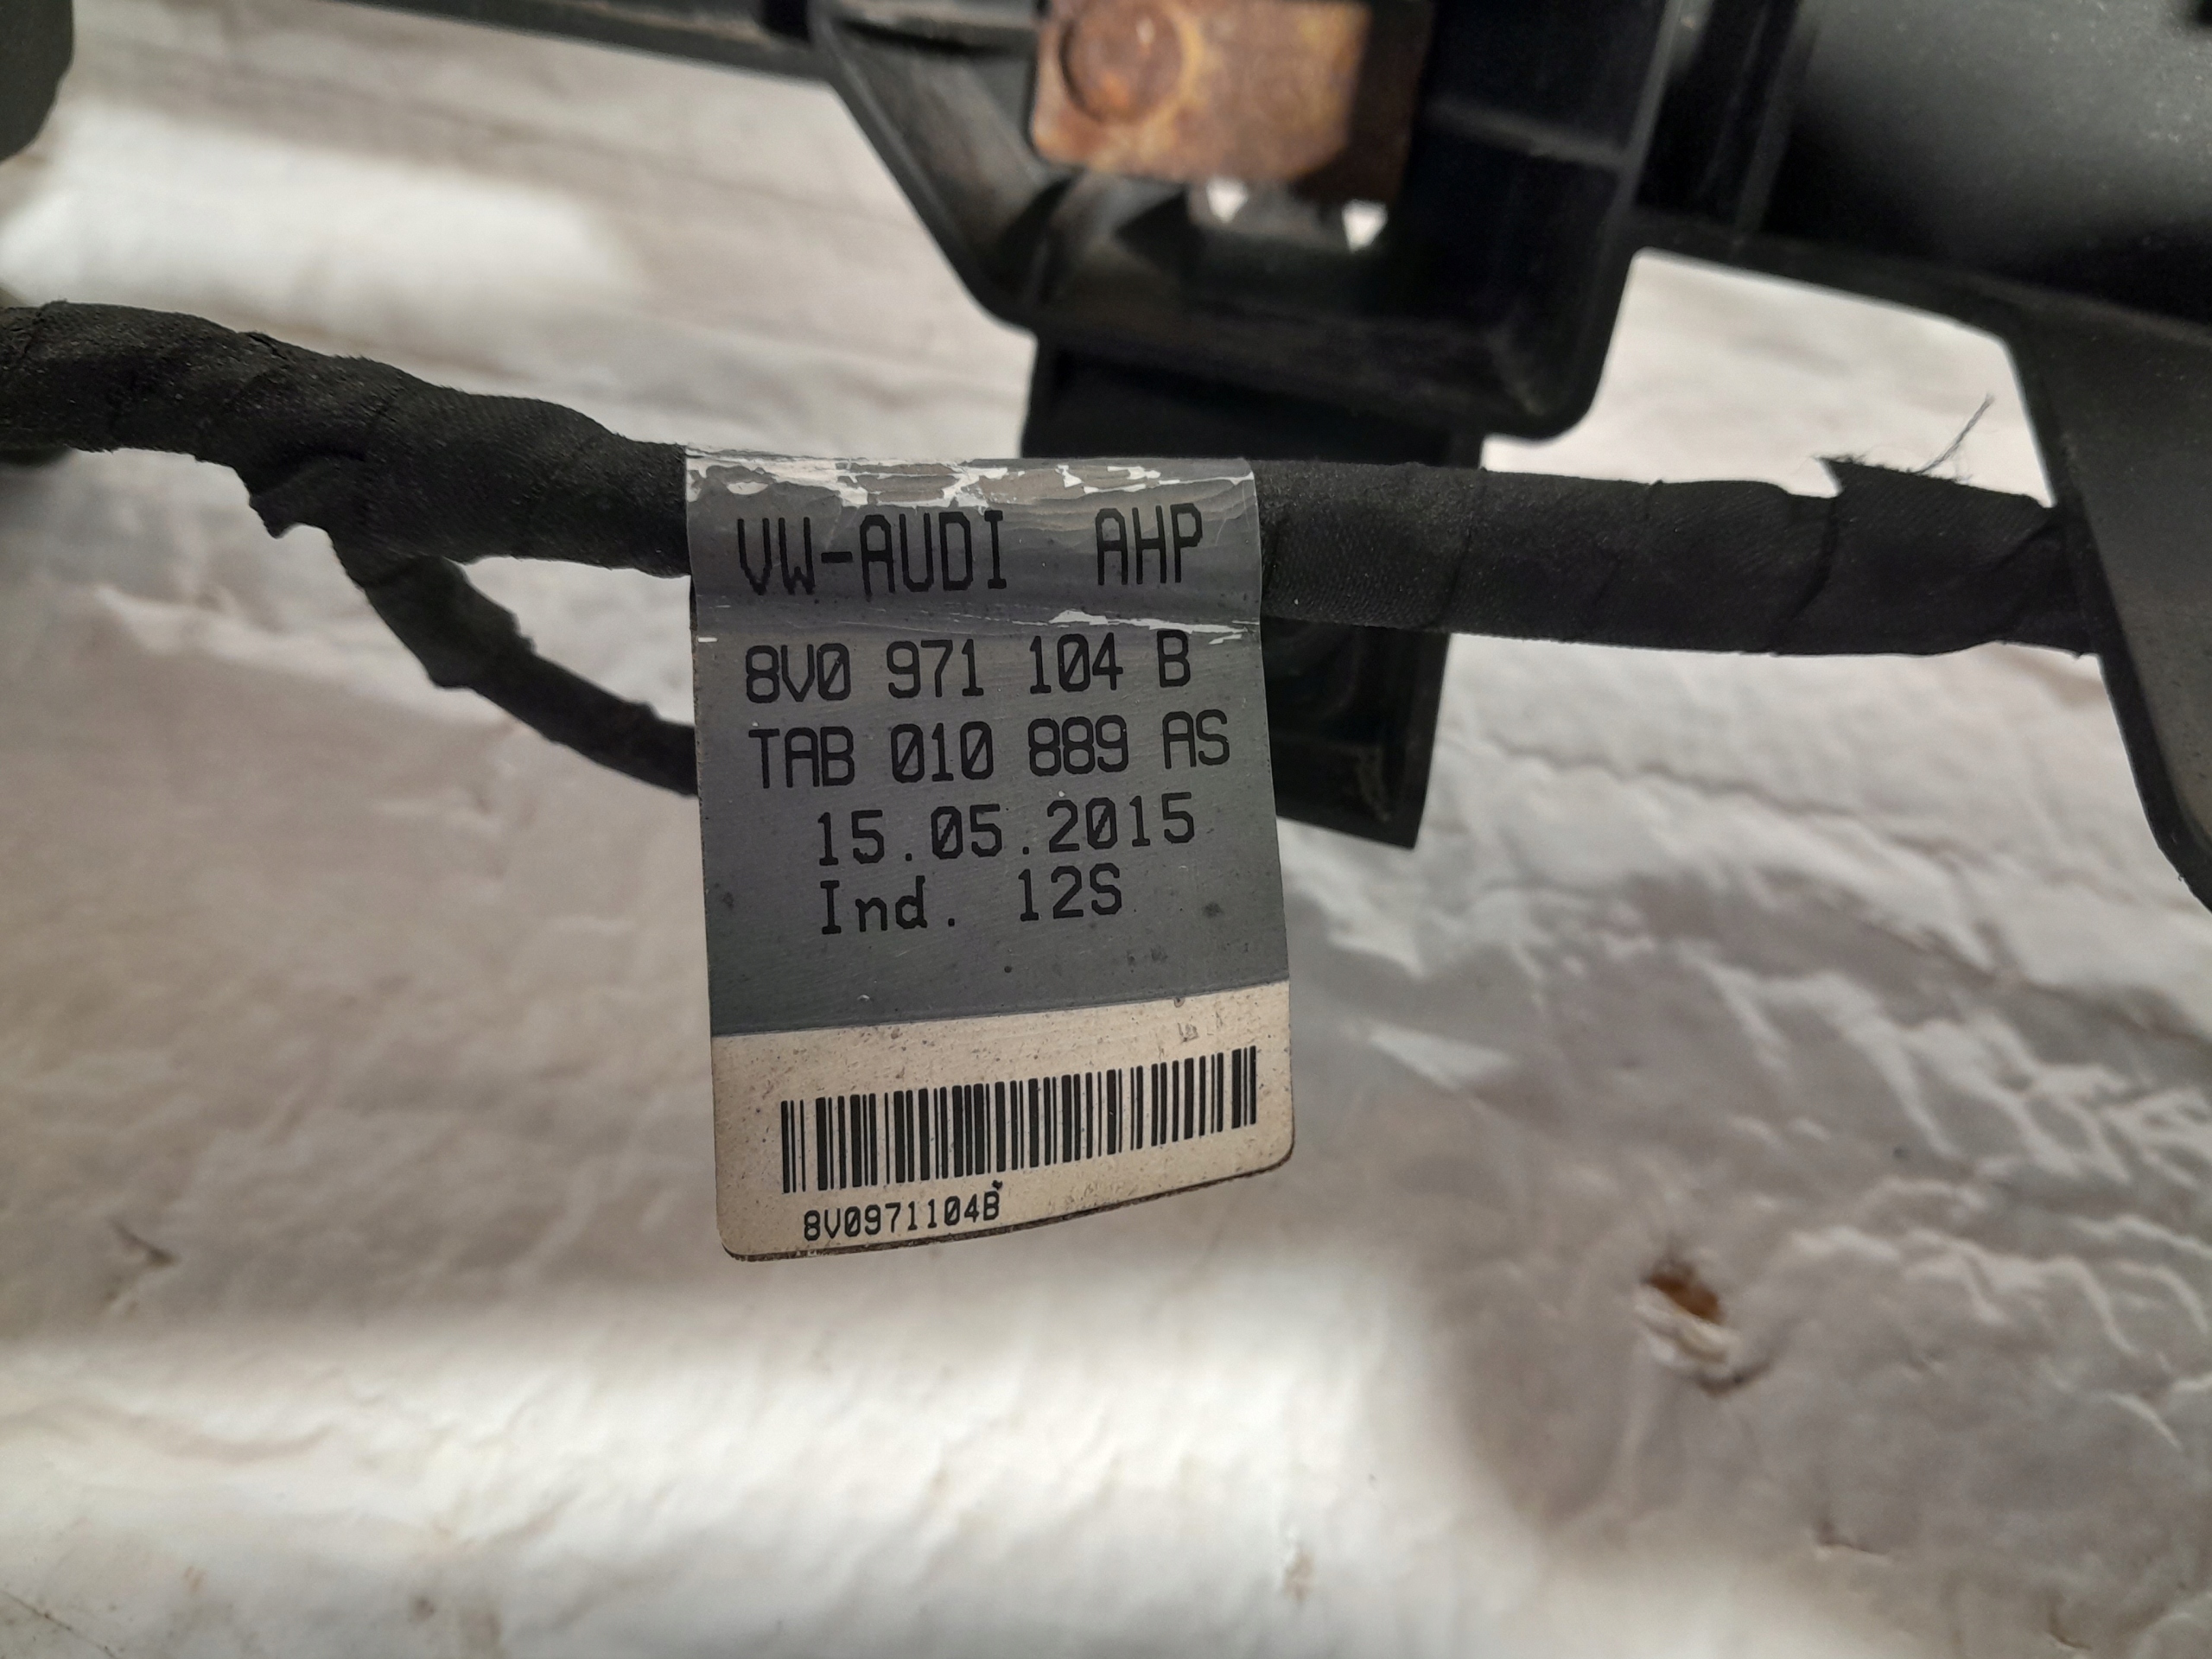 VW-AUDI AHP
8V0 971 104 B
TAB 010 889 AS
15.05.2015
Ind. 12S
8V0971104B